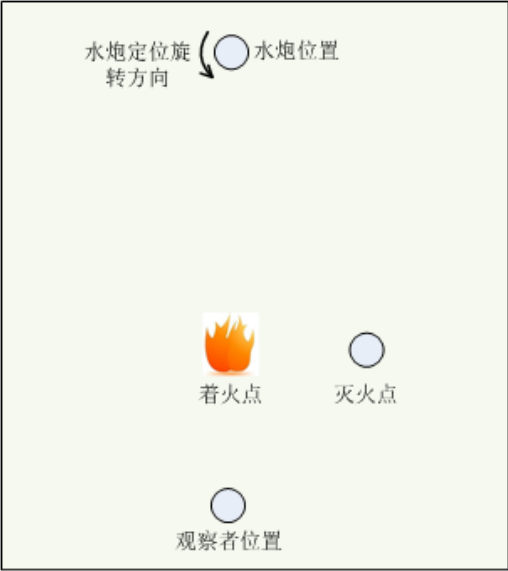 水炮定位旋
转方向
水炮位置
着火点
灭火点
观察者位置